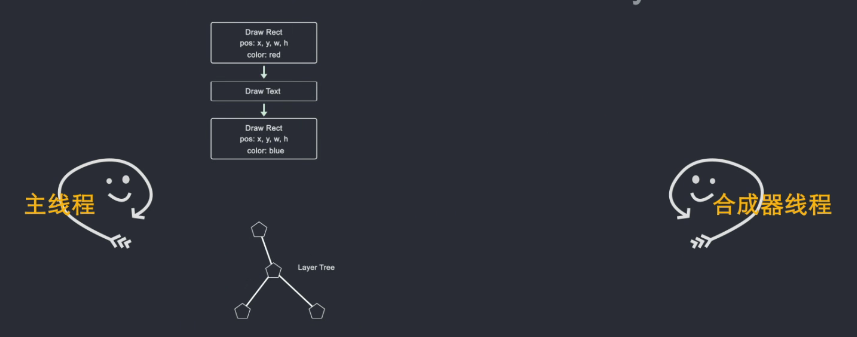 Draw Rect
pos: x, y, w, h
color: red
Draw Text
Draw Rect
pos: x, y, w, h
color: blue
主线程
合成器线程
Layer Tree